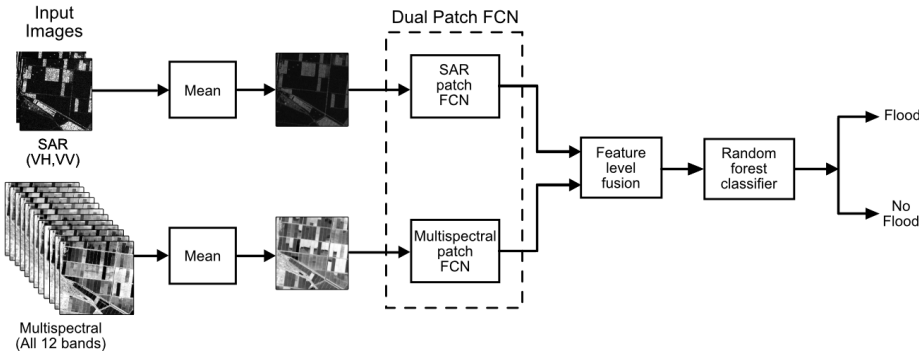 Input
Images
SAR
(VH,VV)
Mean
Dual Patch FCN
SAR
patch
FCN
Multispectral
(All 12 bands)
Mean
Multispectral
patch
FCN
Feature
level
fusion
Random
forest
classifier
Flood
No
Flood